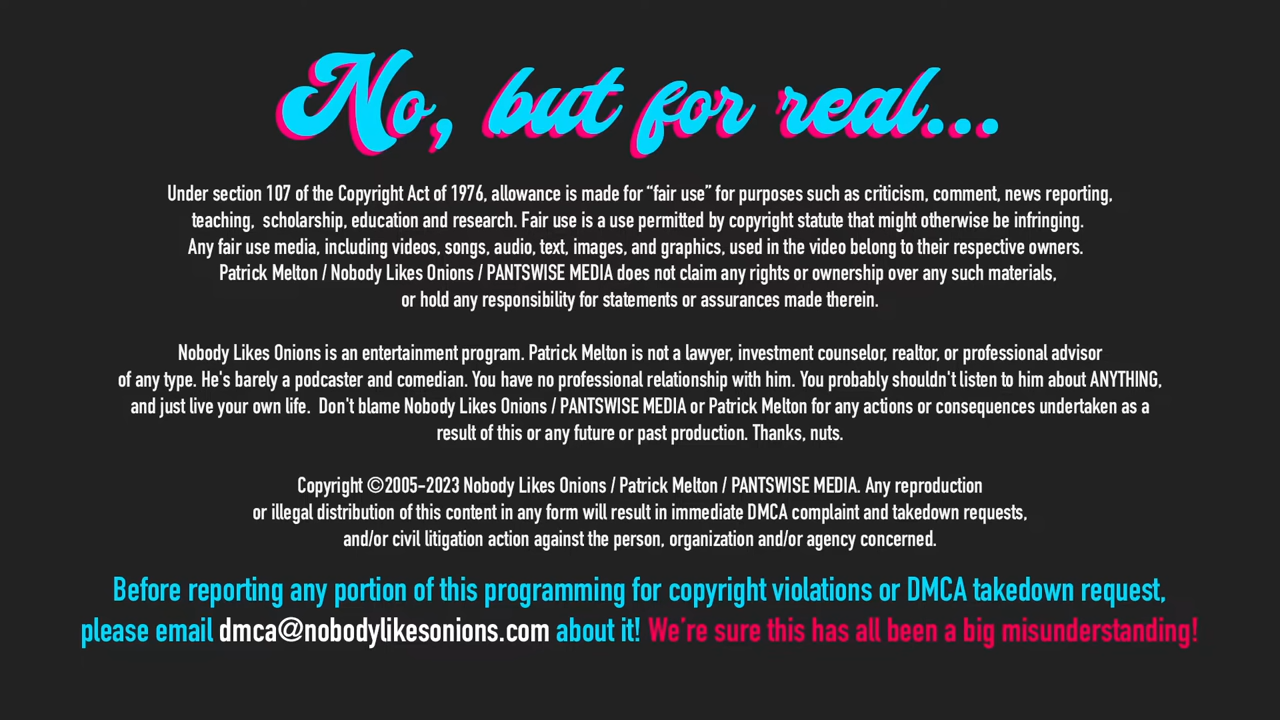 No, but for real...
Under section 107 of the Copyright Act of 1976, allowance is made for “fair use” for purposes such as criticism, comment, news reporting,
teaching,  scholarship, education and research. Fair use is a use permitted by copyright statute that might otherwise be infringing.
Any fair use media, including videos, songs, audio, text, images, and graphics, used in the video belong to their respective owners.
Patrick Melton / Nobody Likes Onions / PANTSWISE MEDIA does not claim any rights or ownership over any such materials,
or hold any responsibility for statements or assurances made therein.
Nobody Likes Onions is an entertainment program. Patrick Melton is not a lawyer, investment counselor, realtor, or professional advisor
of any type. He's barely a podcaster and comedian. You have no professional relationship with him. You probably shouldn't listen to him about ANYTHING,
and just live your own life.  Don't blame Nobody Likes Onions / PANTSWISE MEDIA or Patrick Melton for any actions or consequences undertaken as a
result of this or any future or past production. Thanks, nuts.
Copyright ©2005-2023 Nobody Likes Onions / Patrick Melton / PANTSWISE MEDIA. Any reproduction
or illegal distribution of this content in any form will result in immediate DMCA complaint and takedown requests,
and/or civil litigation action against the person, organization and/or agency concerned.
Before reporting any portion of this programming for copyright violations or DMCA takedown request,
please email dmca@nobodylikesonions.com about it! We’re sure this has all been a big misunderstanding!